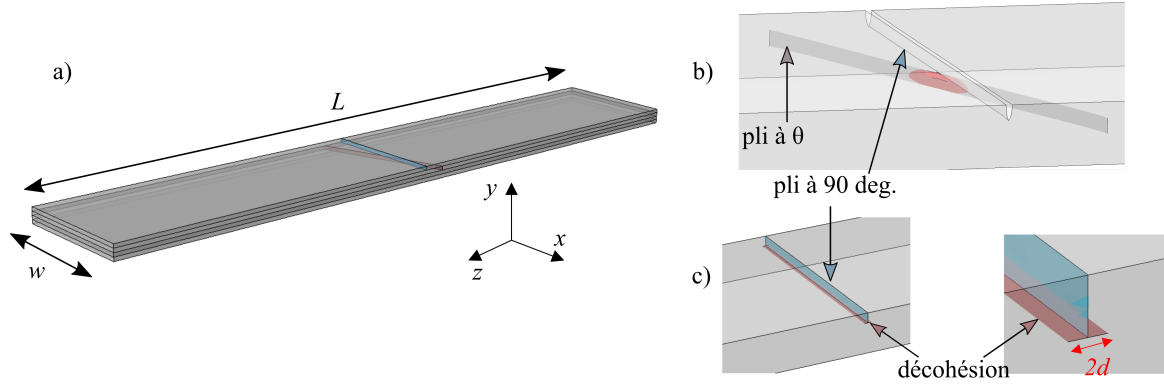 a)
L
w
y
x
z
b)
pli à θ
pli à 90 deg.
c)
décohésion
2d